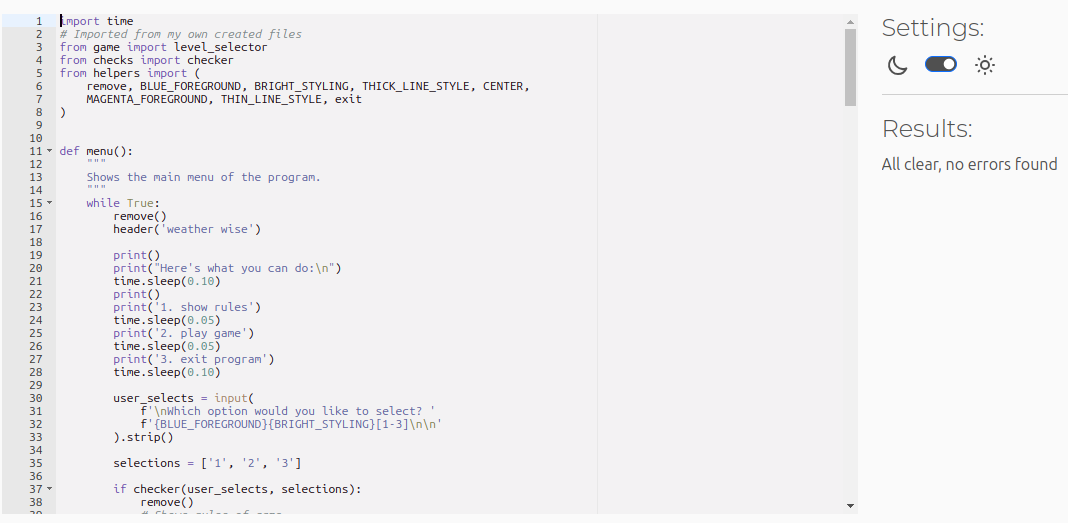 1 import time
2 # Imported from my own created files
3 from game import level_selector
4 from checks import checker
5 from helpers import (
6     remove, BLUE_FOREGROUND, BRIGHT_STYLING, THICK_LINE_STYLE, CENTER,
7     MAGENTA_FOREGROUND, THIN_LINE_STYLE, exit
8 )
9
10
11 def menu():
12     """
13     Shows the main menu of the program.
14     """
15     while True:
16         remove()
17         header('weather wise')
18
19         print()
20         print("Here's what you can do:\n")
21         time.sleep(0.10)
22         print()
23         print('1. show rules')
24         time.sleep(0.05)
25         print('2. play game')
26         time.sleep(0.05)
27         print('3. exit program')
28         time.sleep(0.10)
29
30         user_selects = input(
31             f'\nWhich option would you like to select? '
32             f'{BLUE_FOREGROUND}{BRIGHT_STYLING}[1-3]\n\n'
33         ).strip()
34
35         selections = ['1', '2', '3']
36
37         if checker(user_selects, selections):
38             remove()
39             # Shows rules of game
Settings:
Results:
All clear, no errors found